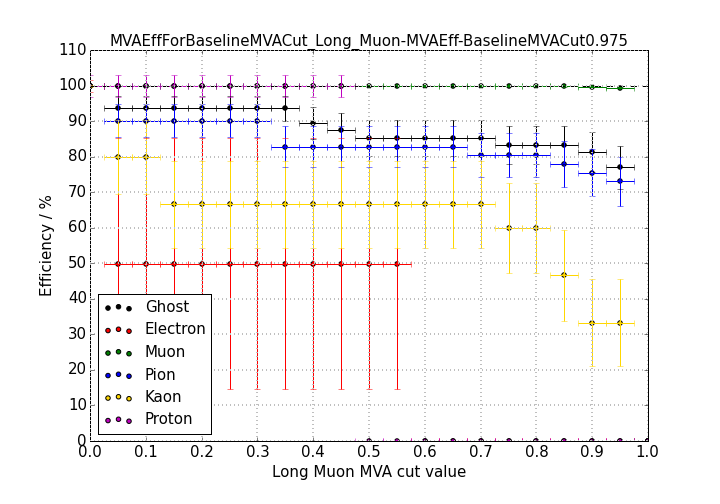 MVAEffForBaselineMVACut_Long_Muon-MVAEff-BaselineMVACut0.975
110
100
90
80
70
60
50
40
30
20
10
0
Efficiency / %
Ghost
Electron
Muon
Pion
Kaon
Proton
0.0 0.1 0.2 0.3 0.4 0.5 0.6 0.7 0.8 0.9 1.0
Long Muon MVA cut value